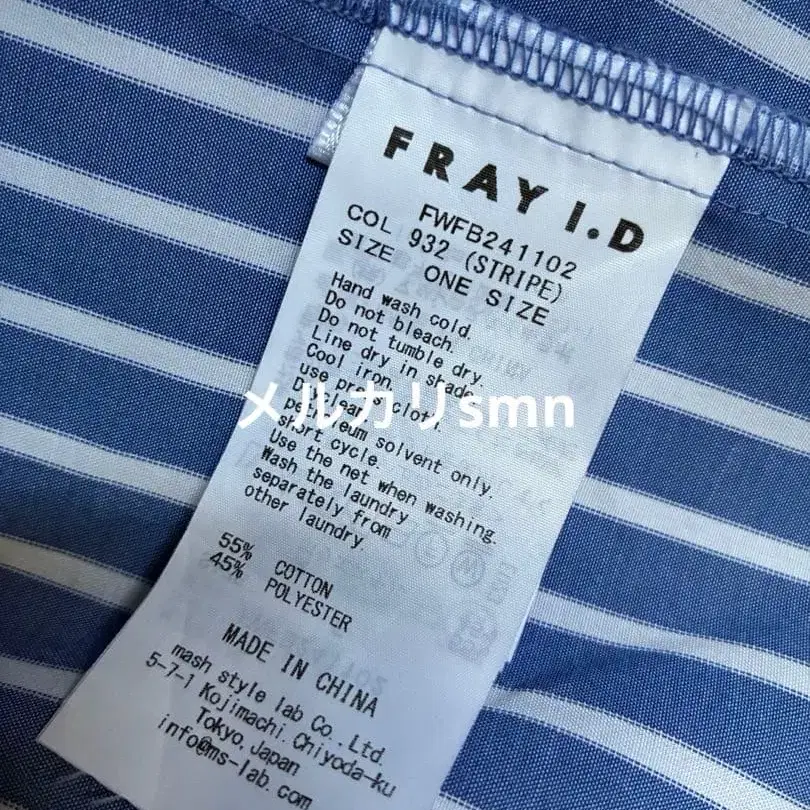 FRAY I.D
FWFB241102
COL 932 (STRIPE)
SIZE ONE SIZE
Hand wash cold.
Do not bleach.
Do not tumble dry.
Line dry in shade.
Cool iron.
use press cloth.
Dryclean,
petroleum solvent only.
short cycle.
Use the net when washing.
Wash the laundry
separately from
other laundry.
メルカリsmn
55% COTTON
45% POLYESTER
MADE IN CHINA
mash style lab Co.,Ltd.
5-7-1 Kojimachi,Chiyoda-ku
Tokyo,Japan
info@ms-lab.com